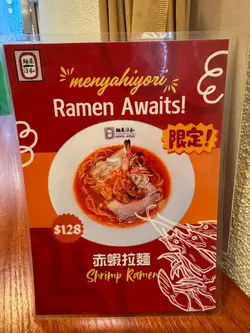 menyahiyori
Ramen Awaits!
限定!
$128
赤蝦拉麵
Shrimp Ramen